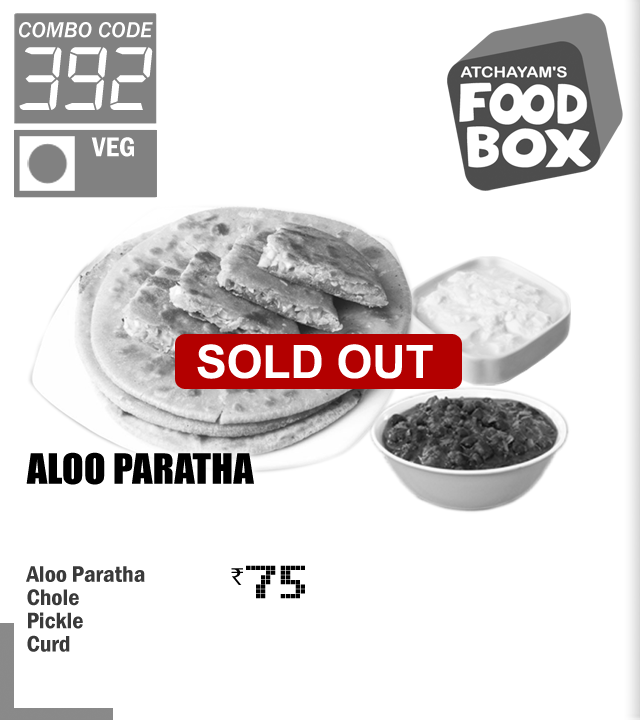 COMBO CODE
392
VEG
ATCHAYAM'S
FOOD
BOX
SOLD OUT
ALOO PARATHA
Aloo Paratha
₹75
Chole
Pickle
Curd